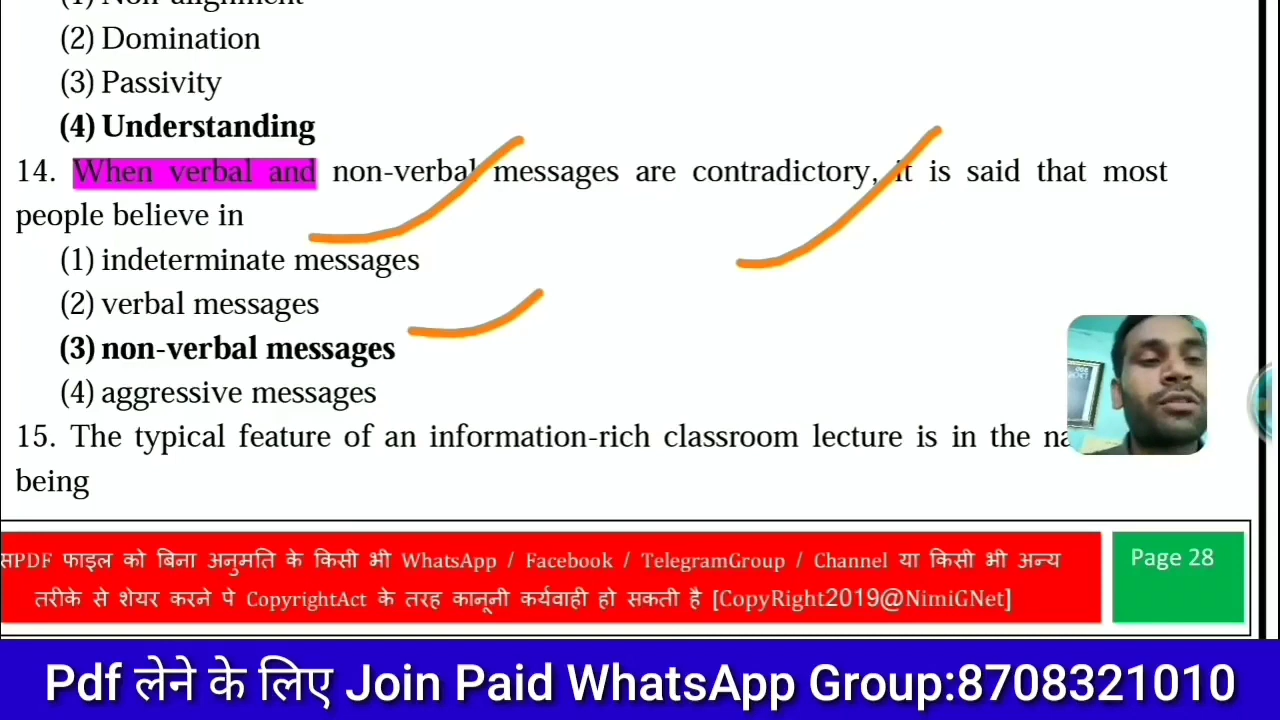 (1) Non-alignment
(2) Domination
(3) Passivity
(4) Understanding
14. When verbal and non-verbal messages are contradictory, it is said that most
people believe in
(1) indeterminate messages
(2) verbal messages
(3) non-verbal messages
(4) aggressive messages
15. The typical feature of an information-rich classroom lecture is in the
being
PDF फाइल को बिना अनुमति के किसी भी WhatsApp / Facebook / TelegramGroup / Channel या किसी भी अन्य
तरीके से शेयर करने पे CopyrightAct के तरह कानूनी कर्यवाही हो सकती है [CopyRight2019@NimiGNet]
Page 28
Pdf लेने के लिए Join Paid WhatsApp Group:8708321010